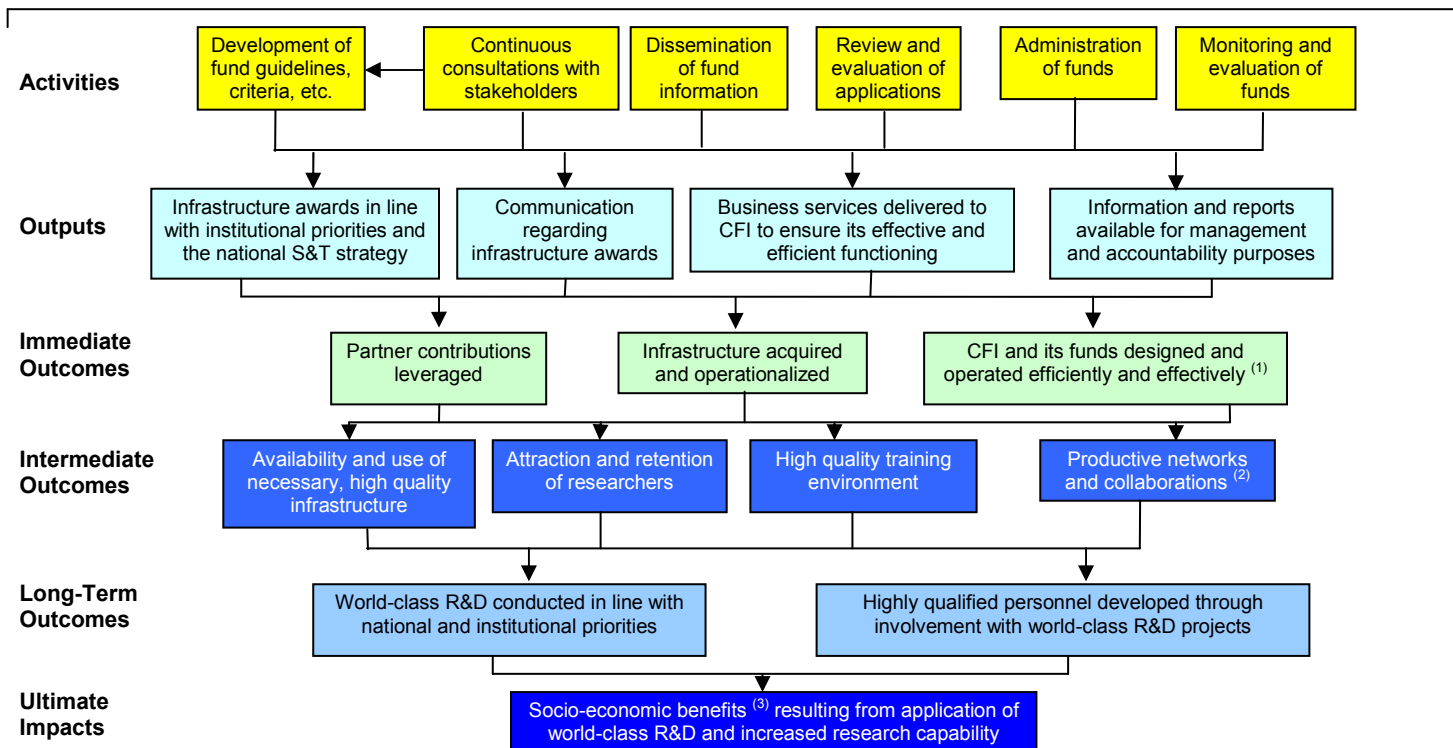 Activities
Development of
fund guidelines,
criteria, etc.
Continuous
consultations with
stakeholders
Dissemination
of fund
information
Review and
evaluation of
applications
Administration
of funds
Monitoring and
evaluation of
funds
Outputs
Infrastructure awards in line
with institutional priorities and
the national S&T strategy
Communication
regarding
infrastructure awards
Business services delivered to
CFI to ensure its effective and
efficient functioning
Information and reports
available for management
and accountability purposes
Immediate
Outcomes
Partner contributions
leveraged
Infrastructure acquired
and operationalized
CFI and its funds designed and
operated efficiently and effectively (1)
Intermediate
Outcomes
Availability and use of
necessary, high quality
infrastructure
Attraction and retention
of researchers
High quality training
environment
Productive networks
and collaborations (2)
Long-Term
Outcomes
World-class R&D conducted in line with
national and institutional priorities
Highly qualified personnel developed through
involvement with world-class R&D projects
Ultimate
Impacts
Socio-economic benefits (3) resulting from application of
world-class R&D and increased research capability